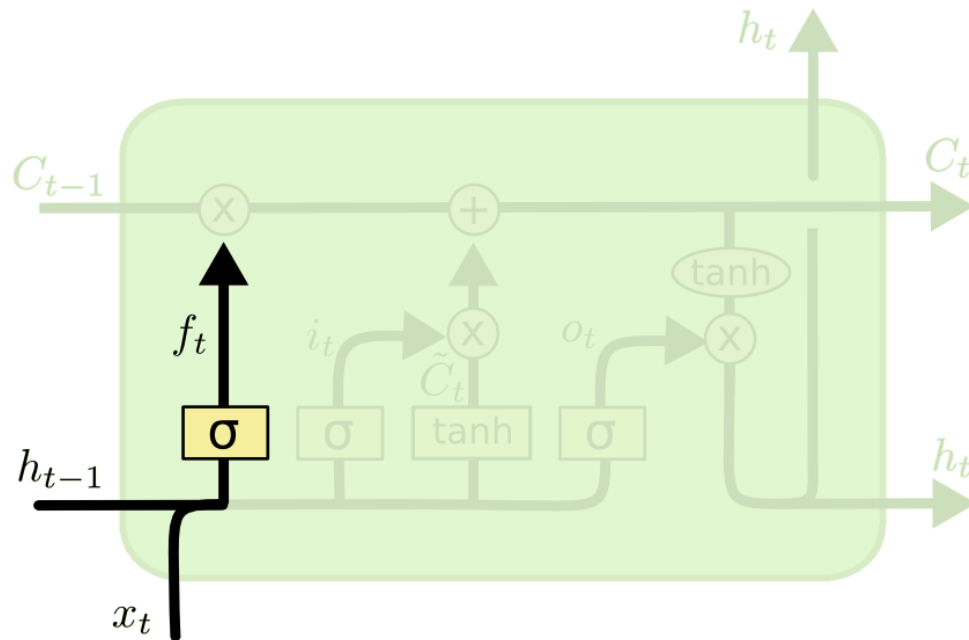 h_t
C_{t-1}
C_t
x
+
tanh
f_t
i_t
x
o_t
x
C̃_t
σ
σ
tanh
σ
h_{t-1}
h_t
x_t